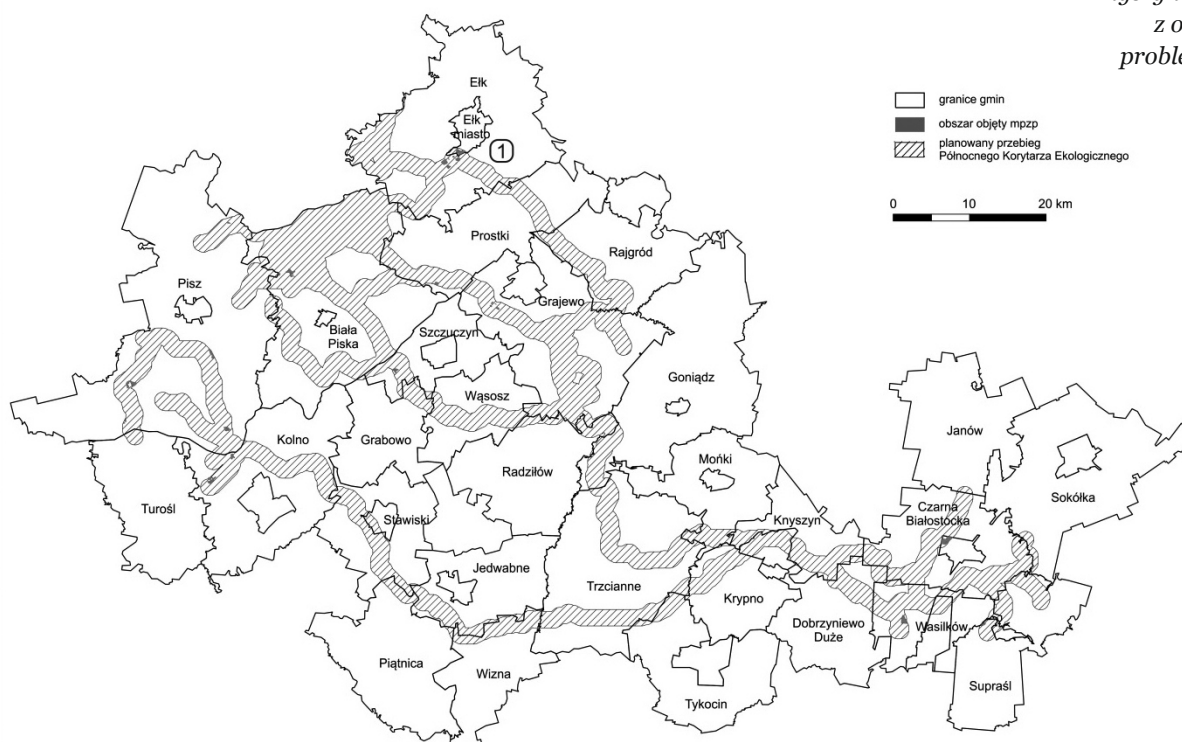 z o
proble
granice gmin
obszar objęty mpzp
planowany przebieg
Północnego Korytarza Ekologicznego
0 10 20 km
Ełk
Ełk
miasto
1
Prostki
Rajgród
Pisz
Grajewo
Biała
Piska
Szczuczyn
Wąsosz
Goniądz
Kolno
Grabowo
Radziłów
Mońki
Janów
Sokółka
Turośl
Stawiski
Knyszyn
Czarna
Białostocka
Jedwabne
Trzcianne
Krypno
Dobrzyniewo
Duże
Wasilków
Piątnica
Wizna
Tykocin
Supraśl